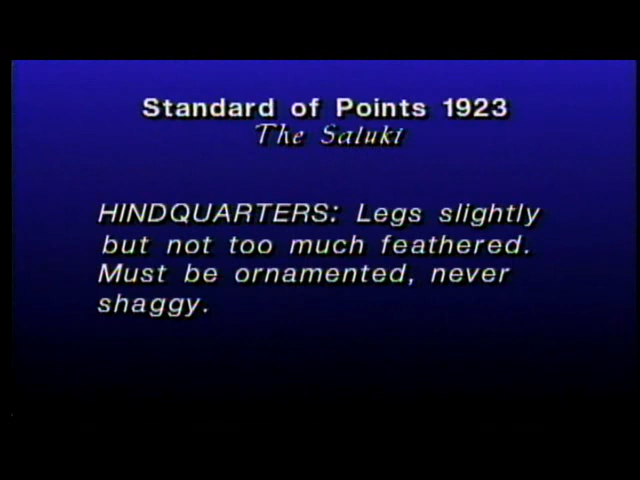 Standard of Points 1923
The Saluki
HINDQUARTERS: Legs slightly
but not too much feathered.
Must be ornamented, never
shaggy.